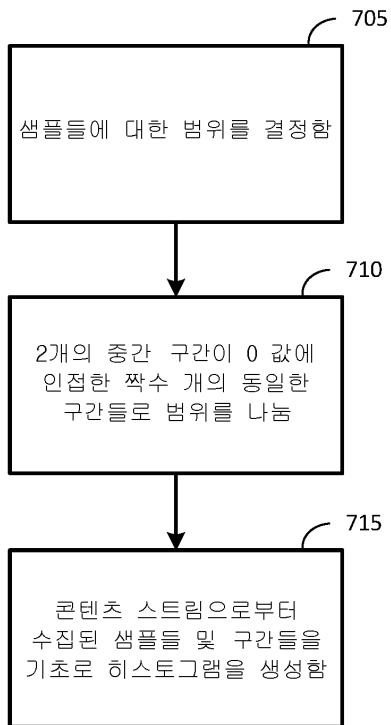 705
샘플들에 대한 범위를 결정함
710
2개의 중간 구간이 0 값에
인접한 짝수 개의 동일한
구간들로 범위를 나눔
715
콘텐츠 스트림으로부터
수집된 샘플들 및 구간들을
기초로 히스토그램을 생성함